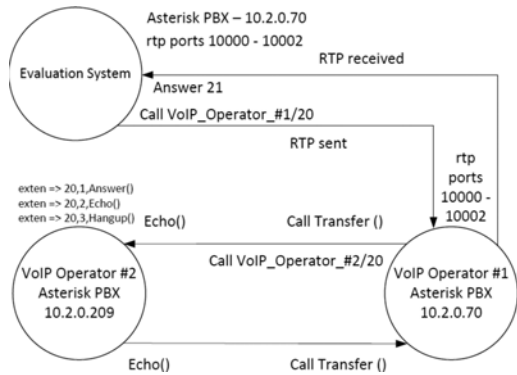 Asterisk PBX – 10.2.0.70
rtp ports 10000 - 10002
RTP received
Evaluation System
Answer 21
Call VoIP_Operator_#1/20
RTP sent
rtp
ports
10000 -
10002
exten => 20,1,Answer()
exten => 20,2,Echo()
exten => 20,3,Hangup()
Echo()
Call Transfer ()
Call VoIP_Operator_#2/20
VoIP Operator #2
Asterisk PBX
10.2.0.209
VoIP Operator #1
Asterisk PBX
10.2.0.70
Echo()
Call Transfer ()